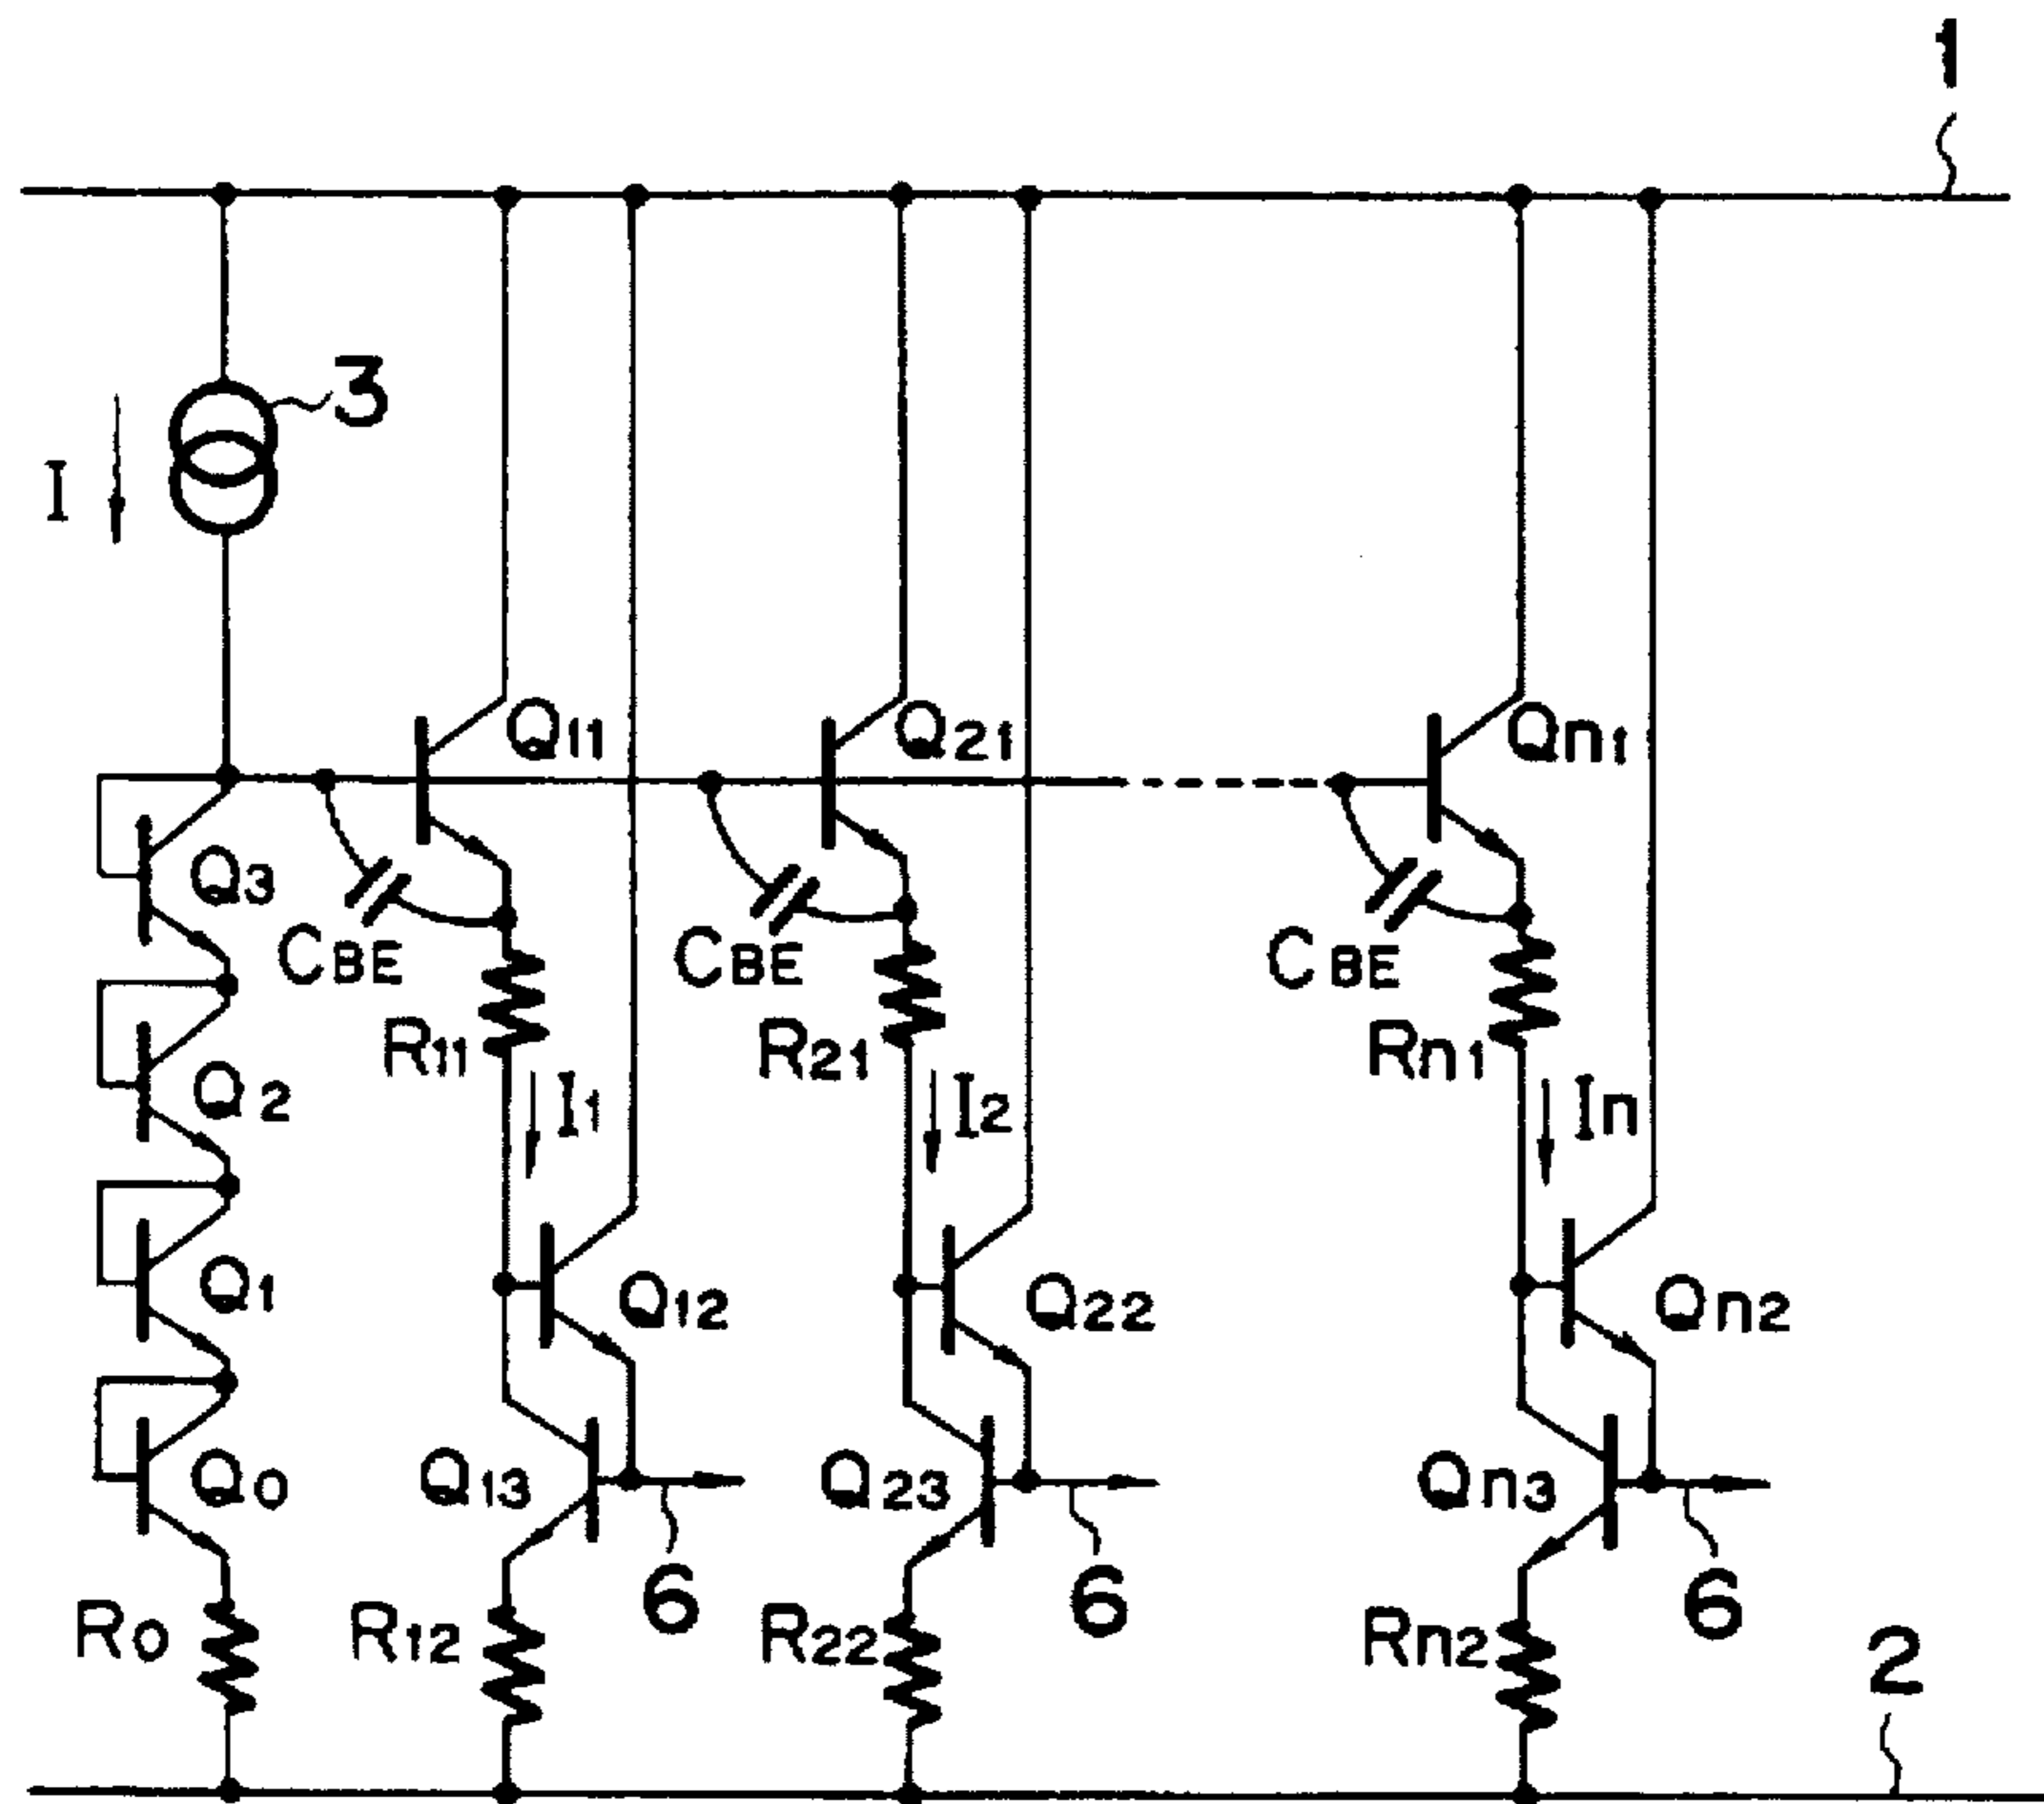 1
3
I
Q11
Q21
Qn1
Q3
CBE
CBE
CBE
R11
R21
Rn1
Q2
I1
I2
In
Q1
Q12
Q22
Qn2
Q0
Q13
Q23
Qn3
6
6
6
R0
R12
R22
Rn2
2